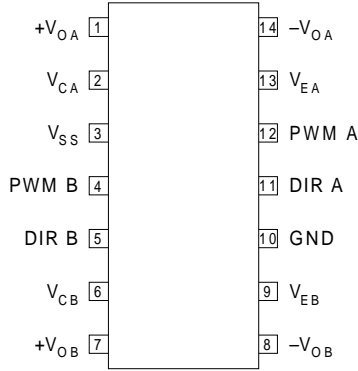 +VOA 1 14 –VOA
VCA 2 13 VEA
VSS 3 12 PWM A
PWM B 4 11 DIR A
DIR B 5 10 GND
VCB 6 9 VEB
+VOB 7 8 –VOB